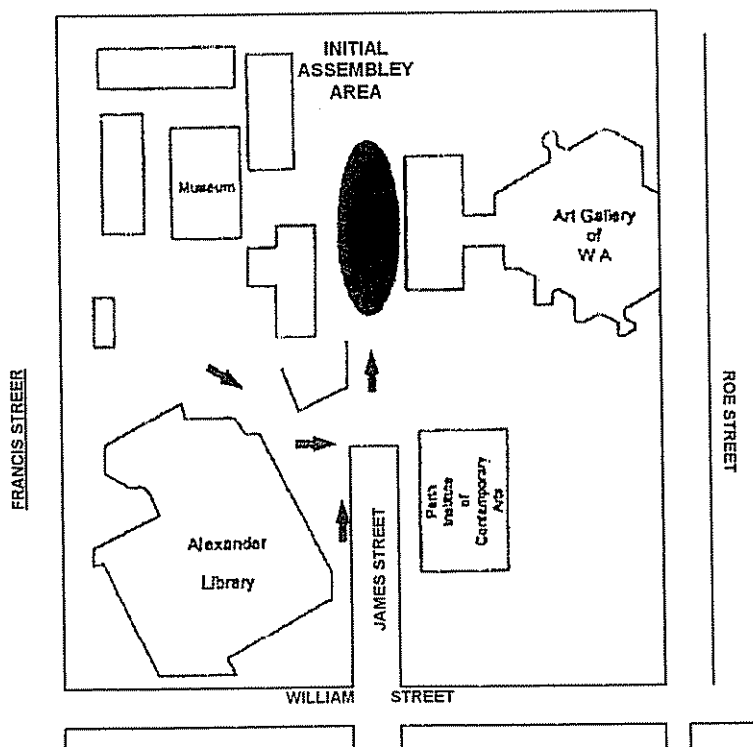 INITIAL
ASSEMBLEY
AREA
Museum
Art Gallery
of
W A
FRANCIS STREER
ROE STREET
Perth
Institute
of
Contemporary
Arts
Alexander
Library
JAMES STREET
WILLIAM STREET